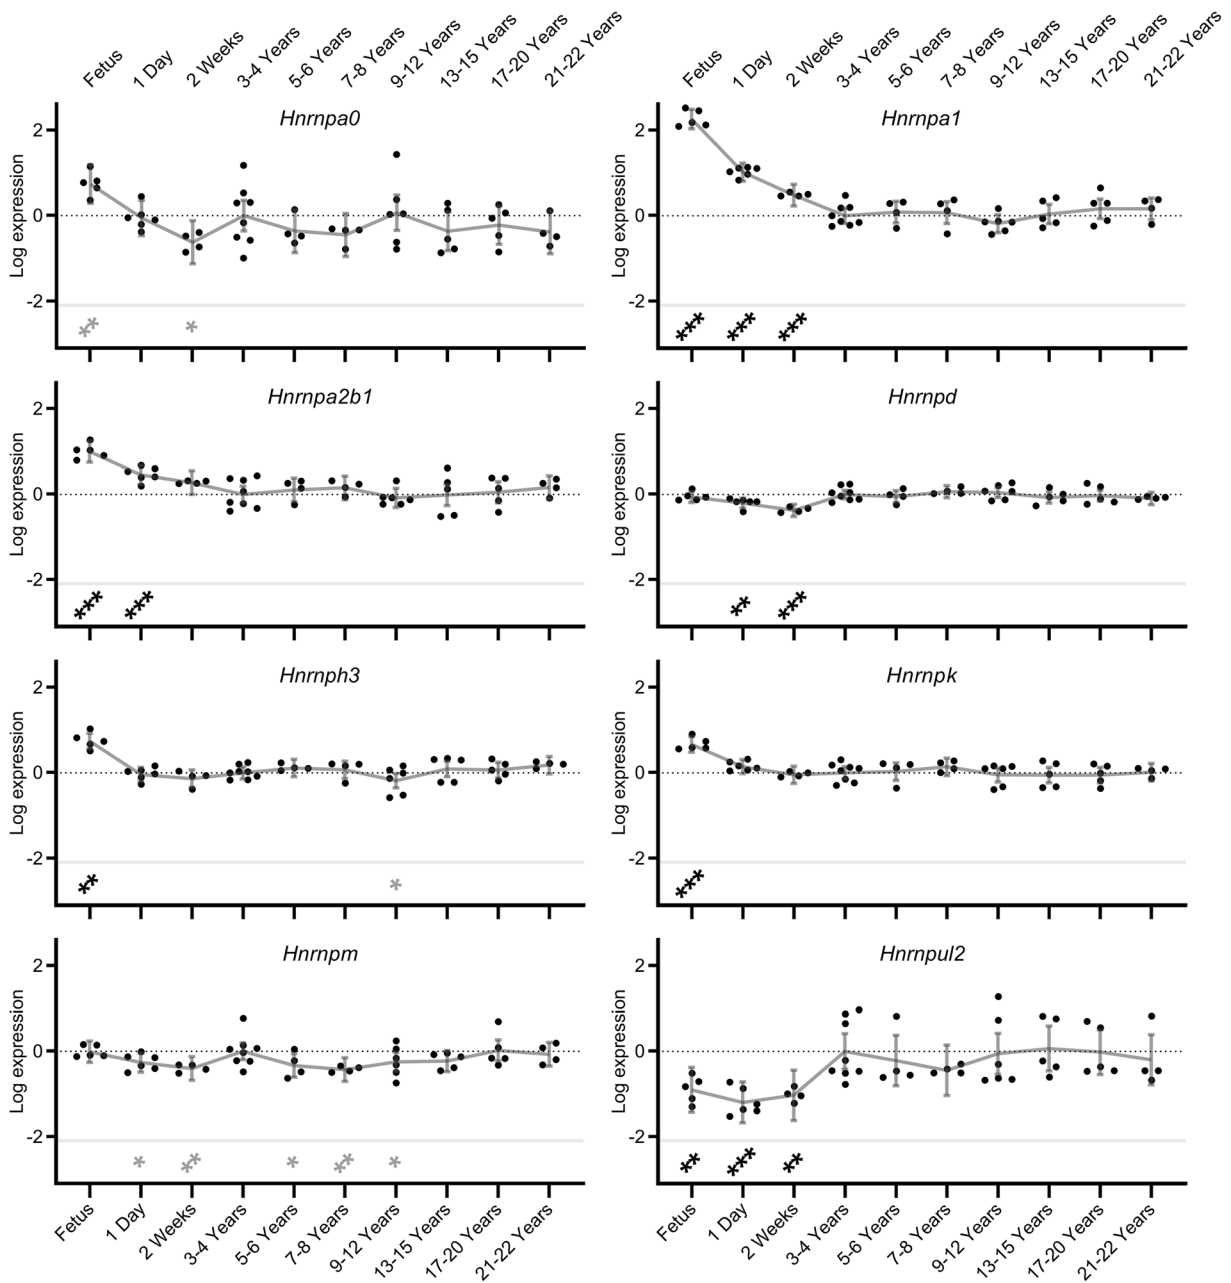 Fetus 1 Day 2 Weeks 3-4 Years 5-6 Years 7-8 Years 9-12 Years 13-15 Years 17-20 Years 21-22 Years
Fetus 1 Day 2 Weeks 3-4 Years 5-6 Years 7-8 Years 9-12 Years 13-15 Years 17-20 Years 21-22 Years
Hnrnpa0
Log expression
2
0
-2
** *
Hnrnpa1
Log expression
2
0
-2
*** *** ***
Hnrnpa2b1
Log expression
2
0
-2
*** ***
Hnrnpd
Log expression
2
0
-2
** ***
Hnrnph3
Log expression
2
0
-2
** *
Hnrnpk
Log expression
2
0
-2
***
Hnrnpm
Log expression
2
0
-2
* ** * ** *
Hnrnpul2
Log expression
2
0
-2
** *** **
Fetus 1 Day 2 Weeks 3-4 Years 5-6 Years 7-8 Years 9-12 Years 13-15 Years 17-20 Years 21-22 Years
Fetus 1 Day 2 Weeks 3-4 Years 5-6 Years 7-8 Years 9-12 Years 13-15 Years 17-20 Years 21-22 Years